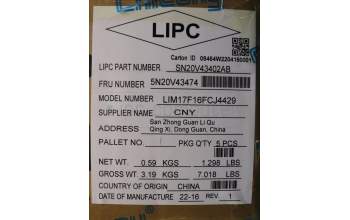 LIPC
Carton ID 08464W2204160001
LIPC PART NUMBER SN20V43402AB
FRU NUMBER 5N20V43474
MODEL NUMBER LIM17F16FCJ4429
SUPPLIER NAME CNY
ADDRESS San Zhong Guan Li Qu
Qing Xi, Dong Guan, China
PALLET NO. PKG Q'TY 5 PCS
NET WT. 0.59 KGS 1.298 LBS
GROSS WT. 3.19 KGS 7.018 LBS
COUNTRY OF ORIGIN CHINA
DATE OF MANUFACTURE 22-16 REV. 1